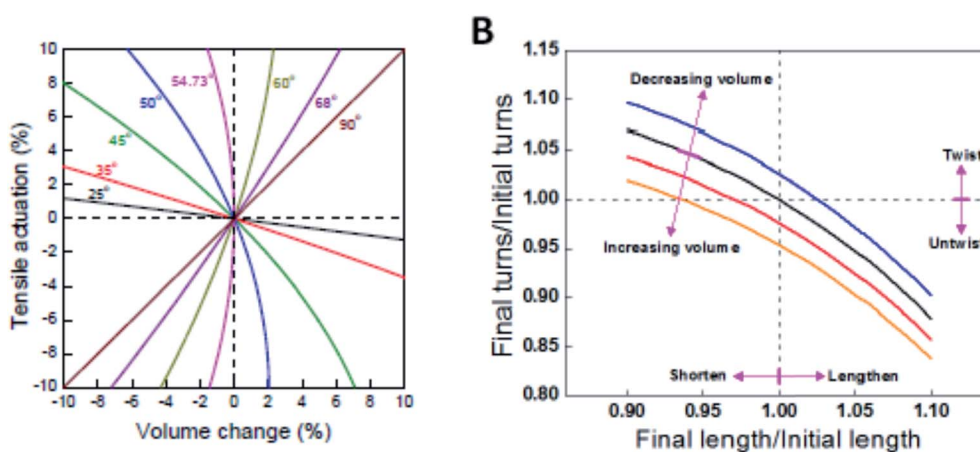 10
8
6
4
2
0
-2
-4
-6
-8
-10
-10 -8 -6 -4 -2 0 2 4 6 8 10
Tensile actuation (%)
Volume change (%)
25°
35°
45°
50°
54.73°
60°
68°
90°
B
1.15
1.10
1.05
1.00
0.95
0.90
0.85
0.80
0.90 0.95 1.00 1.05 1.10
Final turns/Initial turns
Final length/Initial length
Decreasing volume
Increasing volume
Twist
Untwist
Shorten
Lengthen